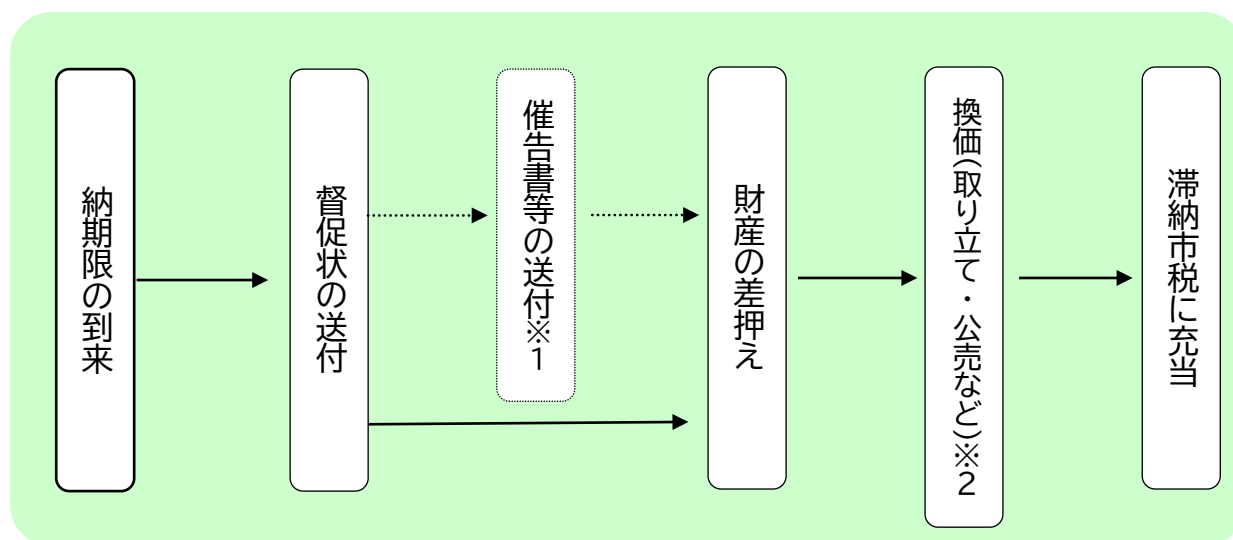 納期限の到来
督促状の送付
催告書等の送付※1
財産の差押え
換価(取り立て・公売など)※2
滞納市税に充当